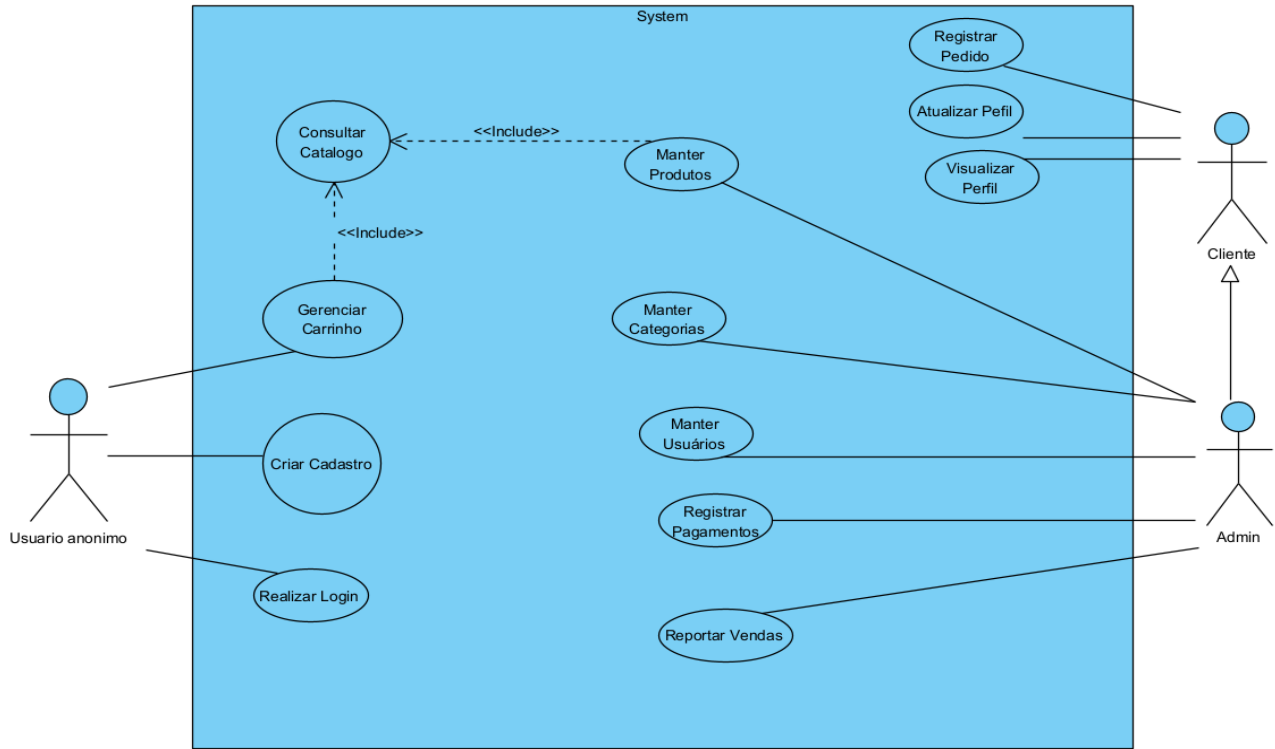 System
Registrar
Pedido
Atualizar Pefil
Visualizar
Perfil
Cliente
Consultar
Catalogo
<<Include>>
Manter
Produtos
<<Include>>
Gerenciar
Carrinho
Manter
Categorias
Usuario anonimo
Criar Cadastro
Manter
Usuários
Registrar
Pagamentos
Admin
Realizar Login
Reportar Vendas